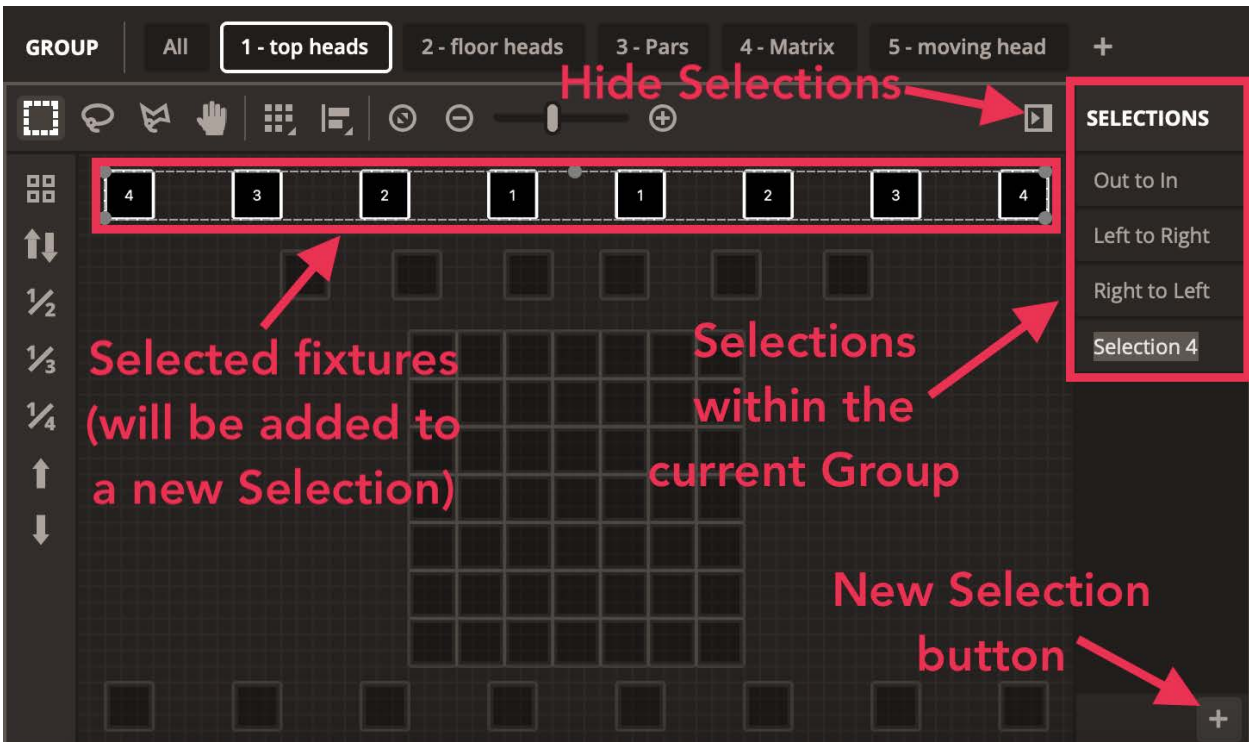 GROUP All 1 - top heads 2 - floor heads 3 - Pars 4 - Matrix 5 - moving head +
Hide Selections
SELECTIONS
4 3 2 1 1 2 3 4
Out to In
Left to Right
Right to Left
Selection 4
1/2
1/3
1/4
Selected fixtures
(will be added to
a new Selection)
Selections
within the
current Group
New Selection
button
+